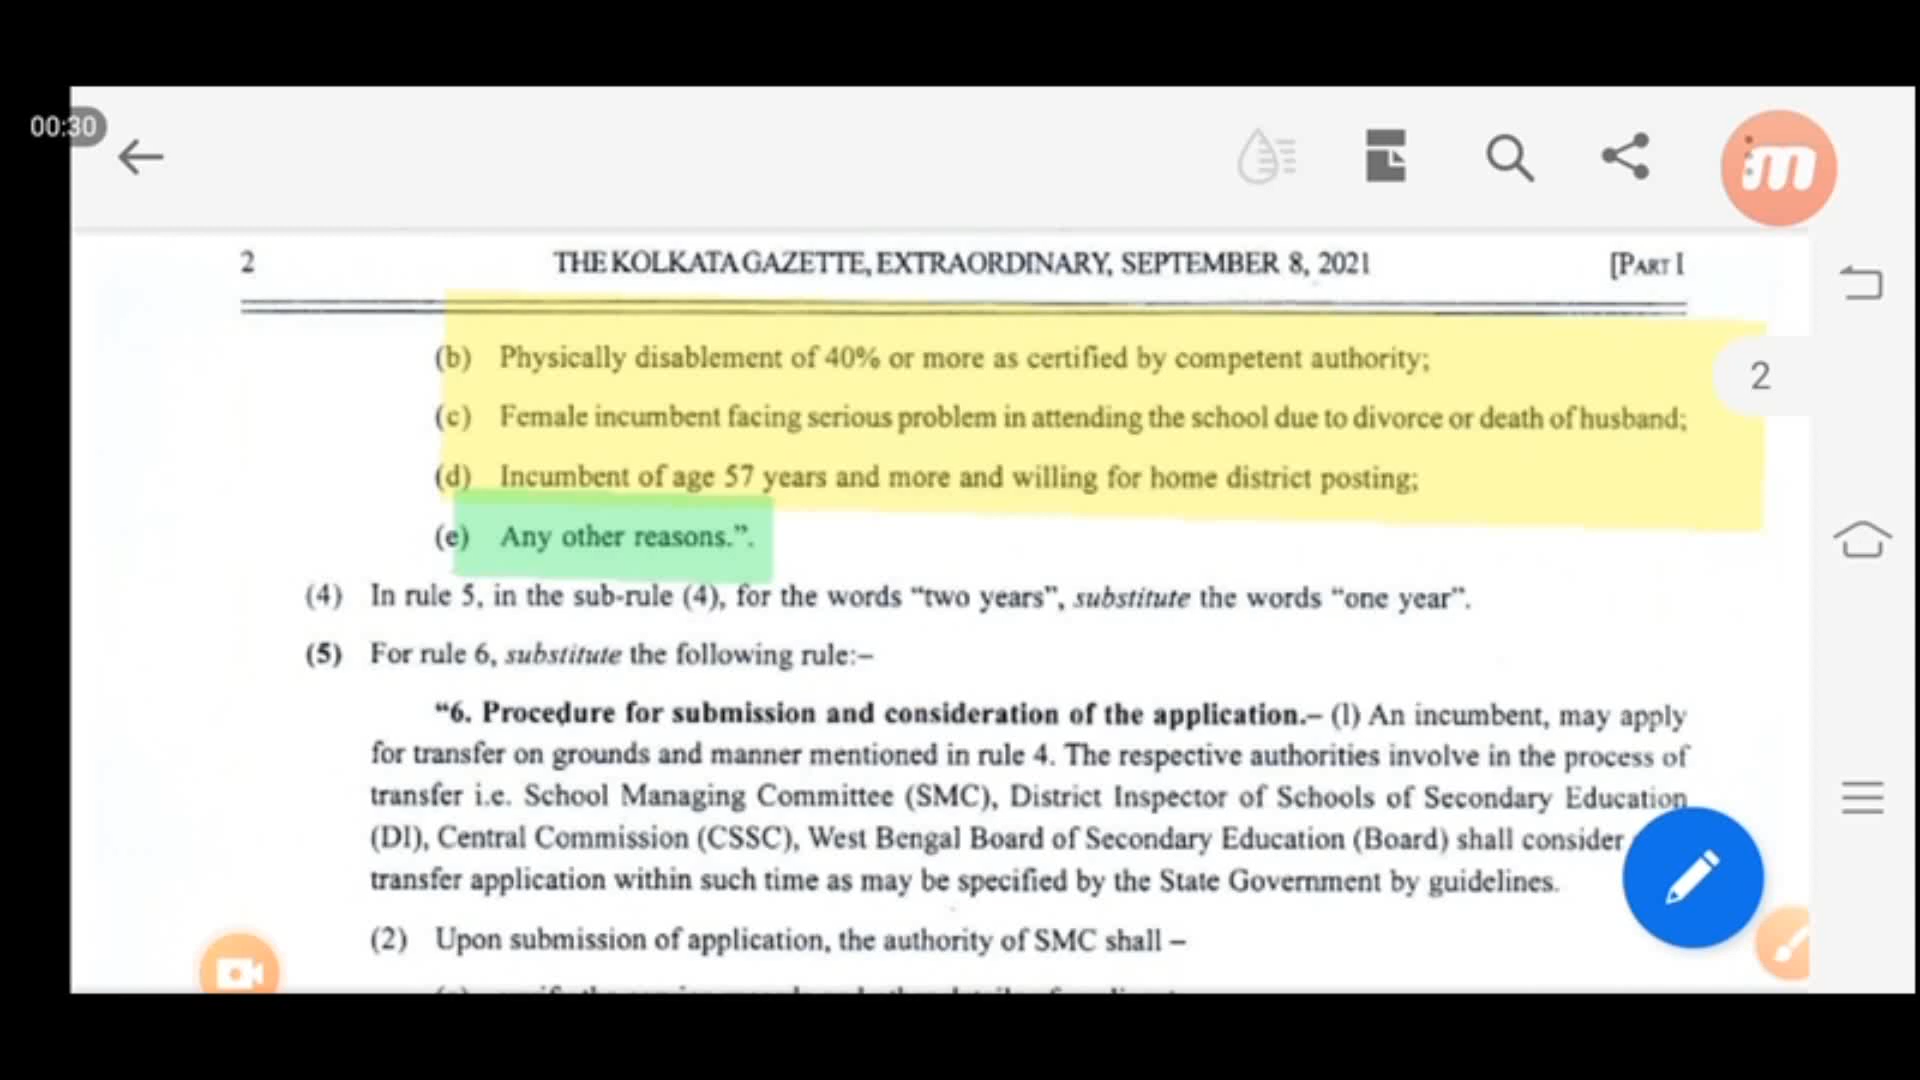 00:30
2 THE KOLKATA GAZETTE, EXTRAORDINARY, SEPTEMBER 8, 2021 [PART I
(b) Physically disablement of 40% or more as certified by competent authority;
2
(c) Female incumbent facing serious problem in attending the school due to divorce or death of husband;
(d) Incumbent of age 57 years and more and willing for home district posting;
(e) Any other reasons.”.
(4) In rule 5, in the sub-rule (4), for the words “two years”, substitute the words “one year”.
(5) For rule 6, substitute the following rule:–
“6. Procedure for submission and consideration of the application.– (1) An incumbent, may apply
for transfer on grounds and manner mentioned in rule 4. The respective authorities involve in the process of
transfer i.e. School Managing Committee (SMC), District Inspector of Schools of Secondary Education
(DI), Central Commission (CSSC), West Bengal Board of Secondary Education (Board) shall consider
transfer application within such time as may be specified by the State Government by guidelines.
(2) Upon submission of application, the authority of SMC shall –